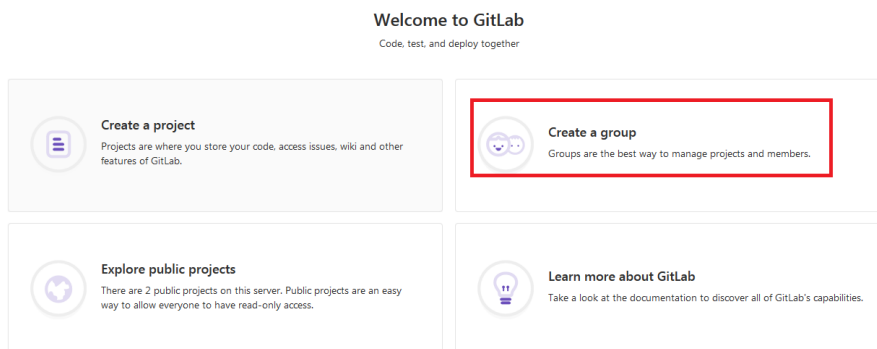 Welcome to GitLab
Code, test, and deploy together
Create a project
Projects are where you store your code, access issues, wiki and other
features of GitLab.
Create a group
Groups are the best way to manage projects and members.
Explore public projects
There are 2 public projects on this server. Public projects are an easy
way to allow everyone to have read-only access.
Learn more about GitLab
Take a look at the documentation to discover all of GitLab's capabilities.